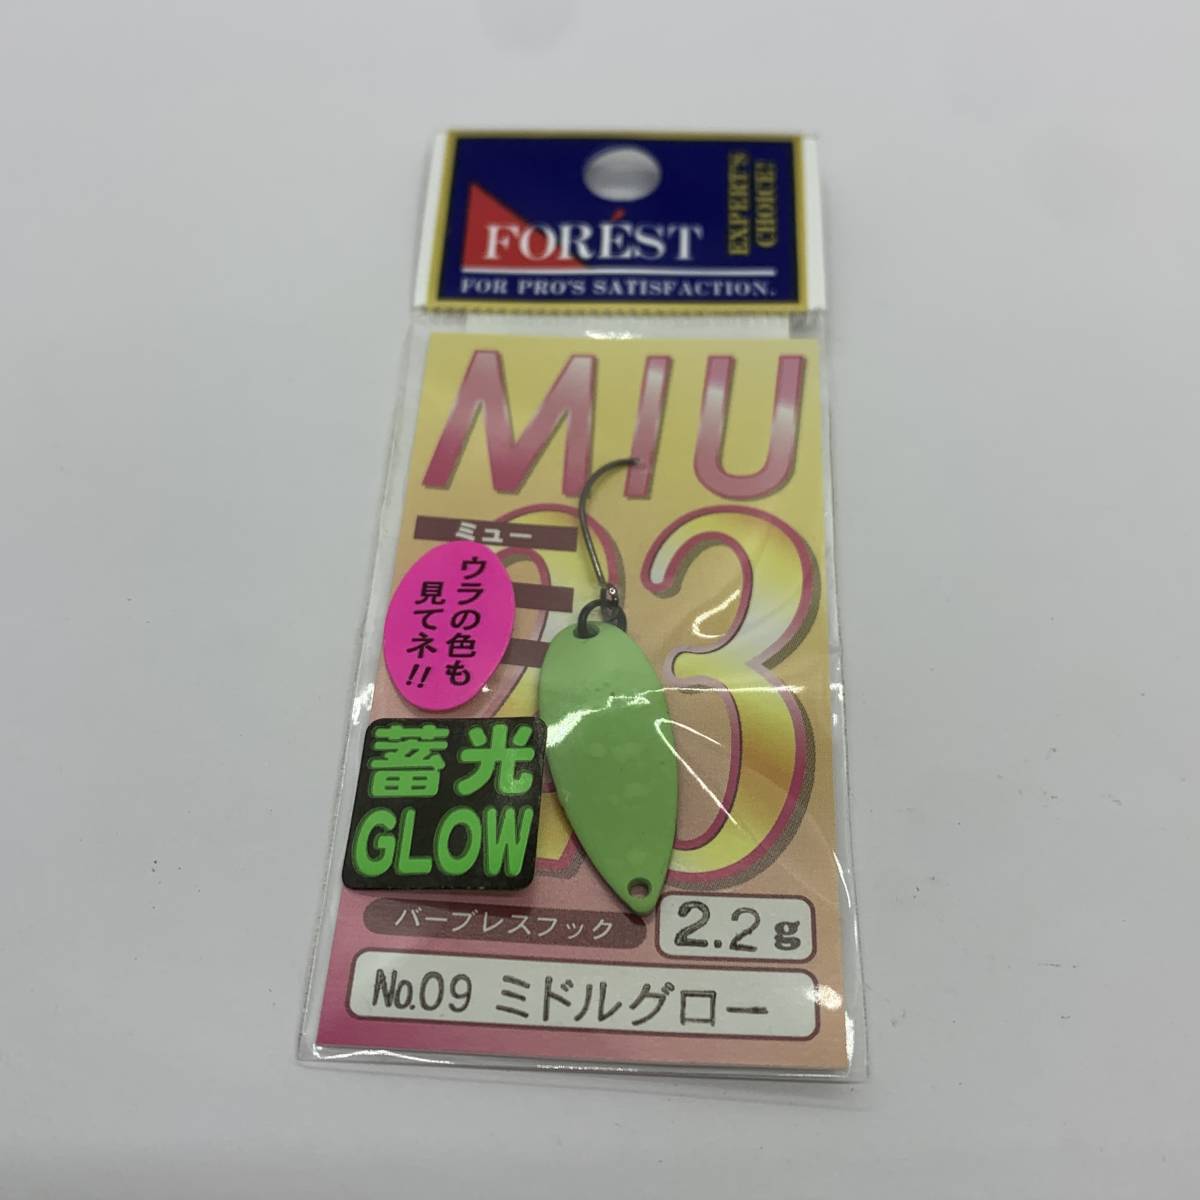 FORÉST
FOR PRO'S SATISFACTION.
EXPERT'S
CHOICE!
MIU
ミュー
3
ウラの色も
見てネ!!
蓄光
GLOW
バーブレスフック
2.2g
No.09 ミドルグロー